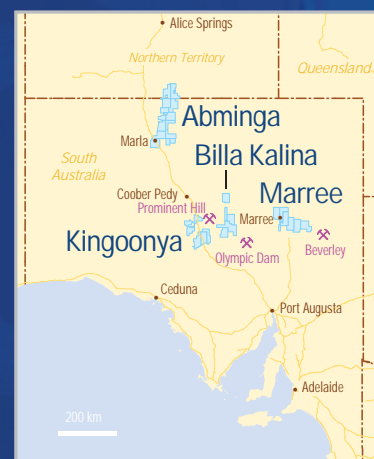 Alice Springs
Northern Territory
Queensland
Abminga
Marla
Billa Kalina
South
Australia
Marree
Coober Pedy
Prominent Hill
Marree
Kingoonya
Olympic Dam
Beverley
Ceduna
Port Augusta
Adelaide
200 km